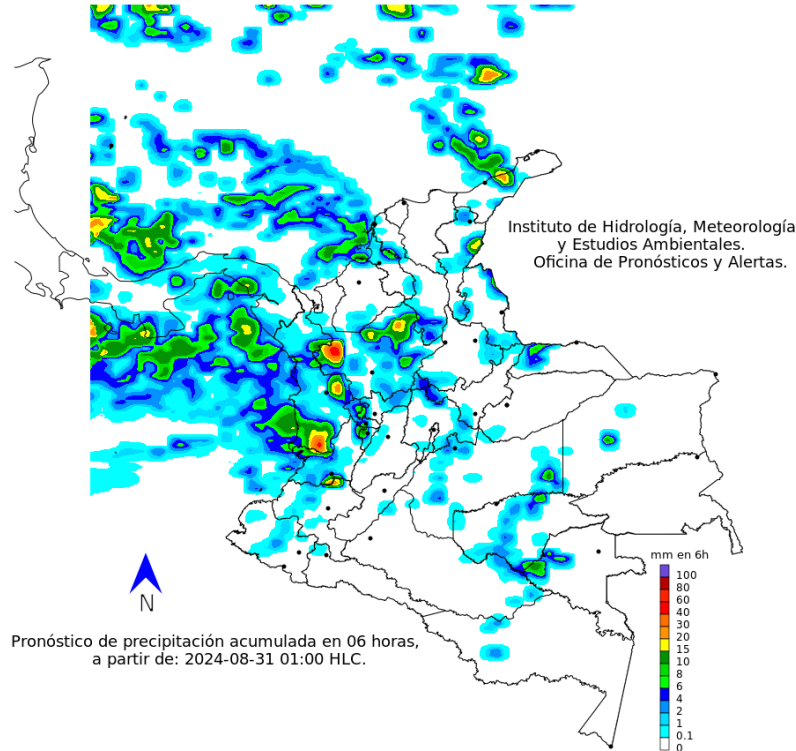 Instituto de Hidrología, Meteorología
y Estudios Ambientales.
Oficina de Pronósticos y Alertas.
mm en 6h
100
80
60
40
30
20
15
10
8
6
4
2
1
0.1
0
N
Pronóstico de precipitación acumulada en 06 horas,
a partir de: 2024-08-31 01:00 HLC.